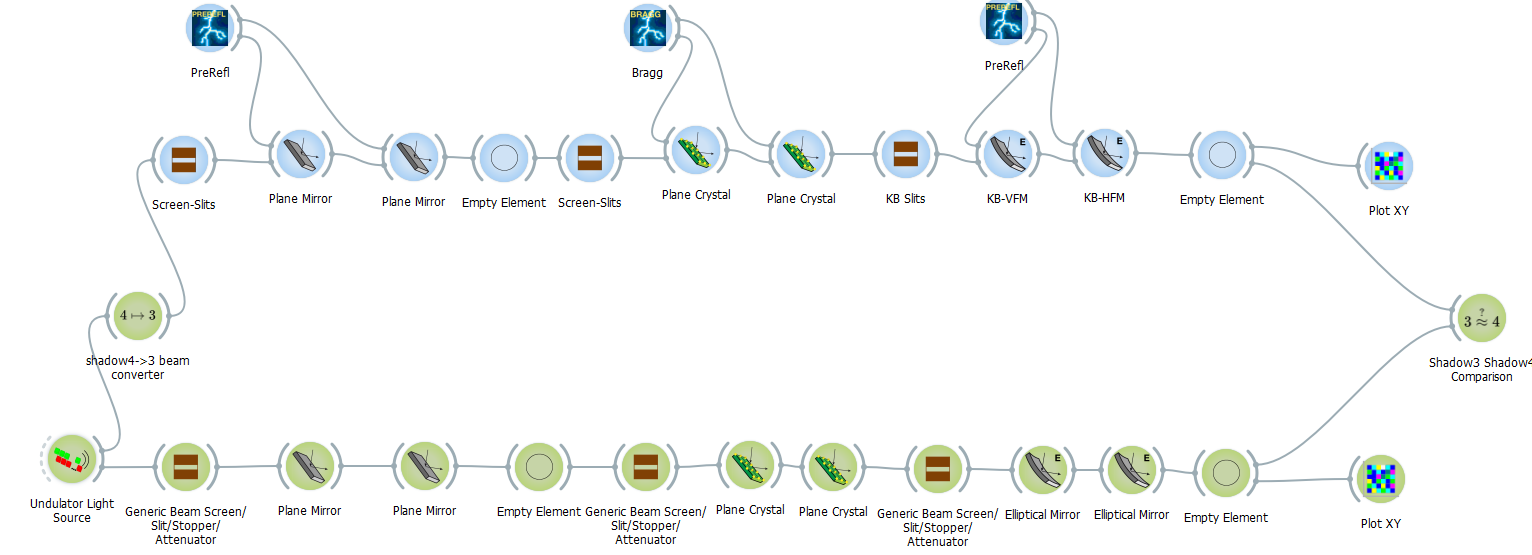 PREREFL
BRAGG
PREREFL
PreRefl
Bragg
PreRefl
E
E
Screen-Slits
Plane Mirror
Plane Mirror
Empty Element
Screen-Slits
Plane Crystal
Plane Crystal
KB Slits
KB-VFM
KB-HFM
Empty Element
Plot XY
4 ↦ 3
shadow4->3 beam
converter
?
3 ≈ 4
Shadow3 Shadow4
Comparison
E
E
Undulator Light
Source
Generic Beam Screen/
Slit/Stopper/
Attenuator
Plane Mirror
Plane Mirror
Empty Element
Generic Beam Screen/
Slit/Stopper/
Attenuator
Plane Crystal
Plane Crystal
Generic Beam Screen/
Slit/Stopper/
Attenuator
Elliptical Mirror
Elliptical Mirror
Empty Element
Plot XY